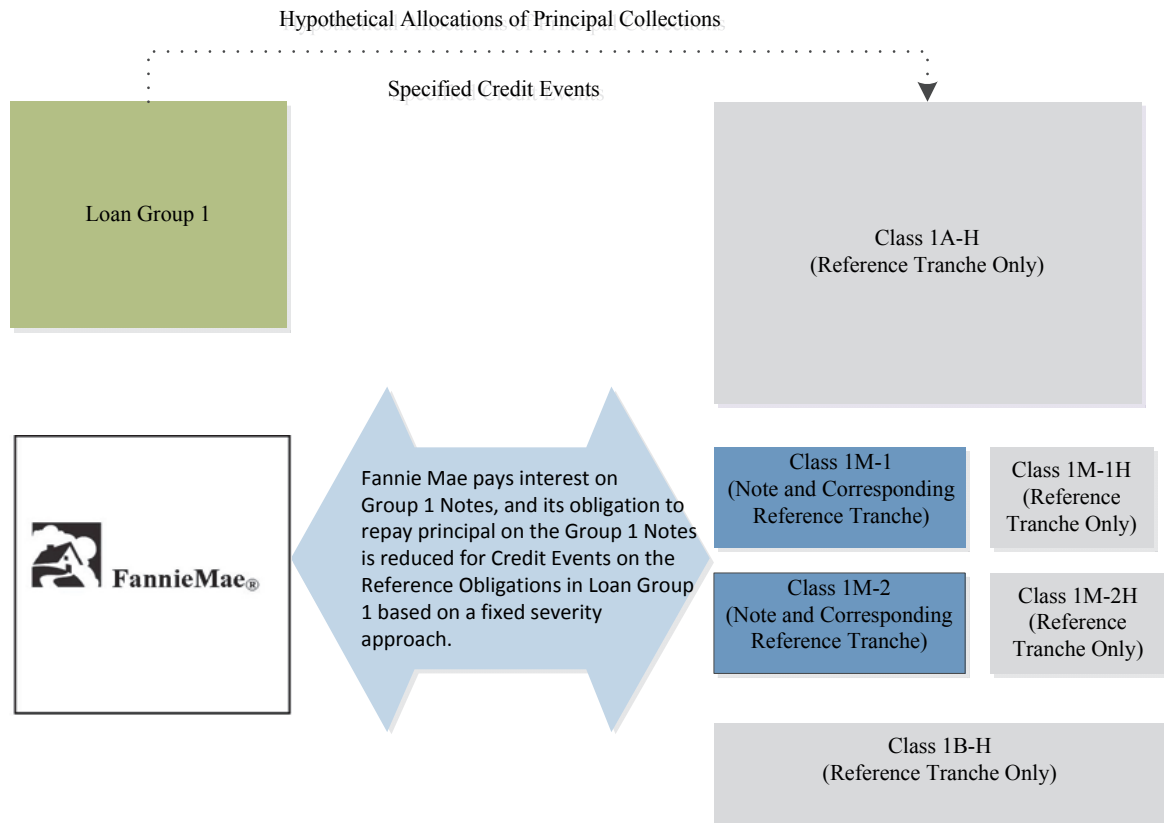 Hypothetical Allocations of Principal Collections
Specified Credit Events
Loan Group 1
Class 1A-H
(Reference Tranche Only)
FannieMae®
Fannie Mae pays interest on
Group 1 Notes, and its obligation to
repay principal on the Group 1 Notes
is reduced for Credit Events on the
Reference Obligations in Loan Group
1 based on a fixed severity
approach.
Class 1M-1
(Note and Corresponding
Reference Tranche)
Class 1M-1H
(Reference
Tranche Only)
Class 1M-2
(Note and Corresponding
Reference Tranche)
Class 1M-2H
(Reference
Tranche Only)
Class 1B-H
(Reference Tranche Only)